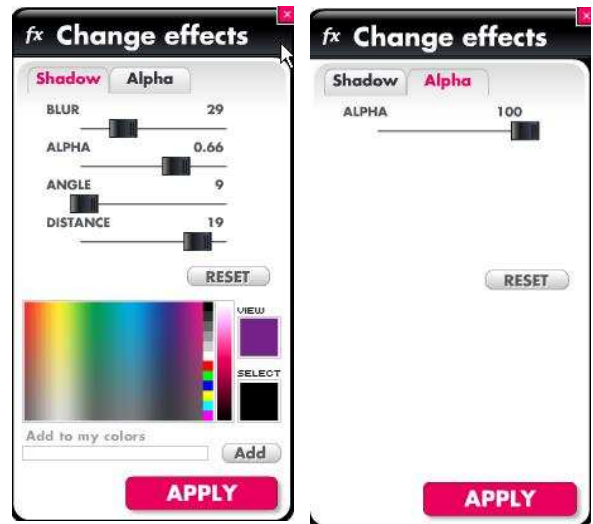 fx Change effects
Shadow Alpha
BLUR 29
ALPHA 0.66
ANGLE 9
DISTANCE 19
RESET
VIEW
SELECT
Add to my colors
Add
APPLY
fx Change effects
Shadow Alpha
ALPHA 100
RESET
APPLY